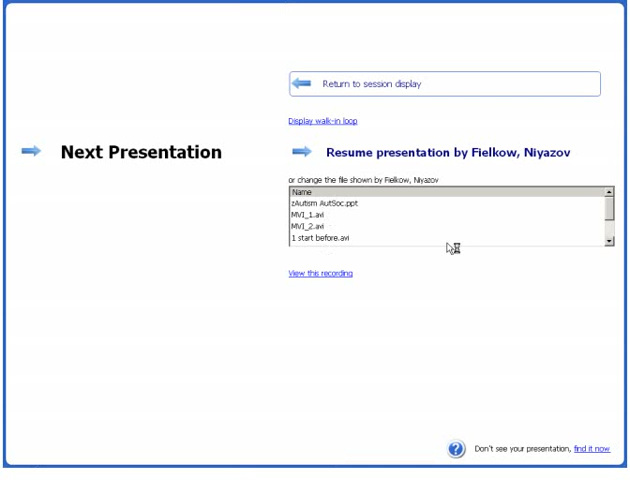 Return to session display
Display walk-in loop
Next Presentation
Resume presentation by Fielkow, Niyazov
or change the file shown by Fielkow, Niyazov
Name
zAutism AutSoc.ppt
MVI_1.avi
MVI_2.avi
1 start before.avi
View this recording
Don't see your presentation, find it now